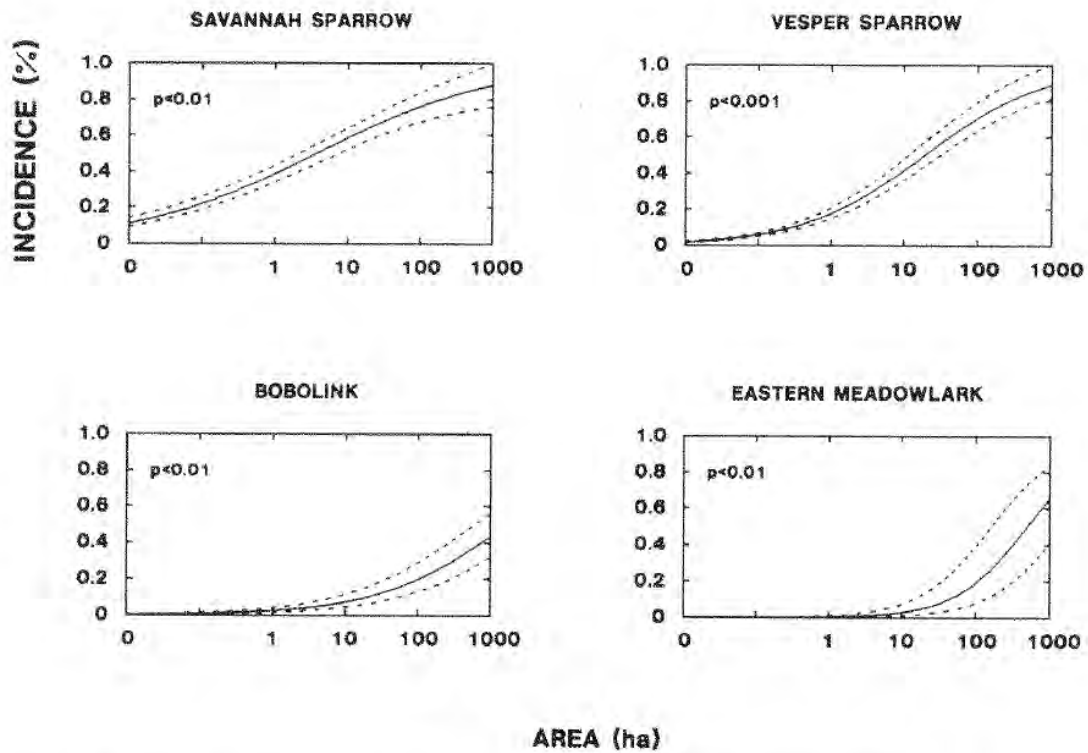 SAVANNAH SPARROW
VESPER SPARROW
INCIDENCE (%)
1.0
0.8
0.6
0.4
0.2
0
p<0.01
0 1 10 100 1000
1.0
0.8
0.6
0.4
0.2
0
p<0.001
0 1 10 100 1000
BOBOLINK
EASTERN MEADOWLARK
1.0
0.8
0.6
0.4
0.2
0
p<0.01
0 1 10 100 1000
1.0
0.8
0.6
0.4
0.2
0
p<0.01
0 1 10 100 1000
AREA (ha)